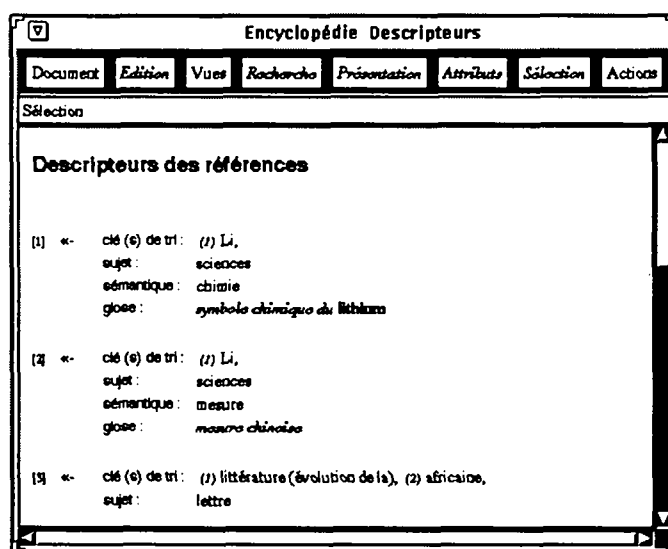 Encyclopédie Descripteurs
Document Edition Vues Recherche Présentation Attributs Sélection Actions
Sélection
Descripteurs des références
[1] «- clé (s) de tri : (1) Li,
sujet : sciences
sémantique : chimie
glose : symbole chimique du lithium
[2] «- clé (s) de tri : (1) Li,
sujet : sciences
sémantique : mesure
glose : mesure chinoise
[3] «- clé (s) de tri : (1) littérature (évolution de la), (2) africaine,
sujet : lettre